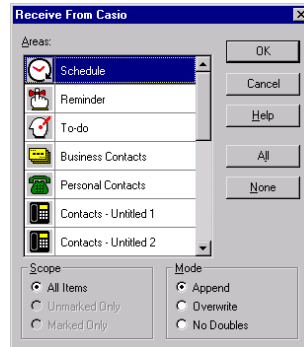 Receive From Casio
Areas:
Schedule
Reminder
To-do
Business Contacts
Personal Contacts
Contacts - Untitled 1
Contacts - Untitled 2
OK
Cancel
Help
All
None
Scope
All Items
Unmarked Only
Marked Only
Mode
Append
Overwrite
No Doubles